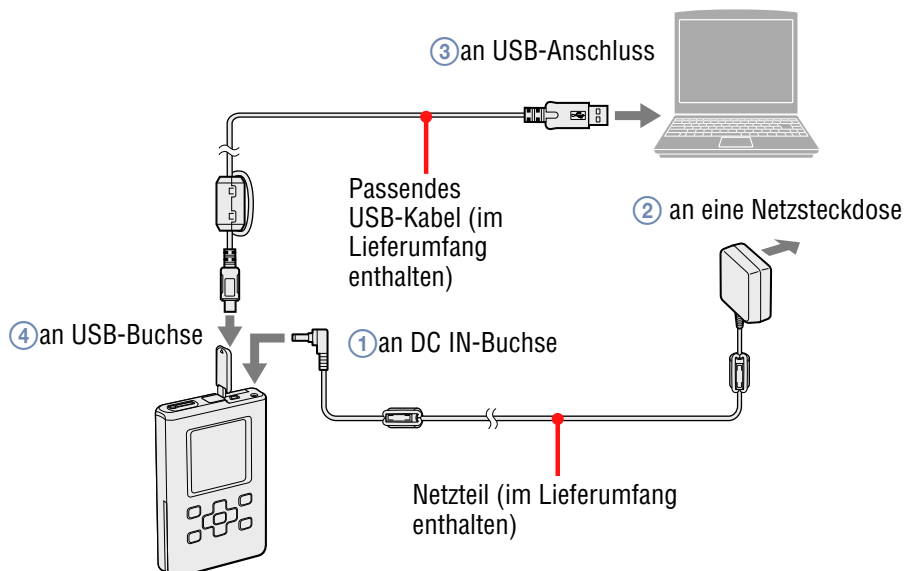 ③an USB-Anschluss
Passendes
USB-Kabel (im
Lieferumfang
enthalten)
② an eine Netzsteckdose
④an USB-Buchse
①an DC IN-Buchse
Netzteil (im Lieferumfang
enthalten)